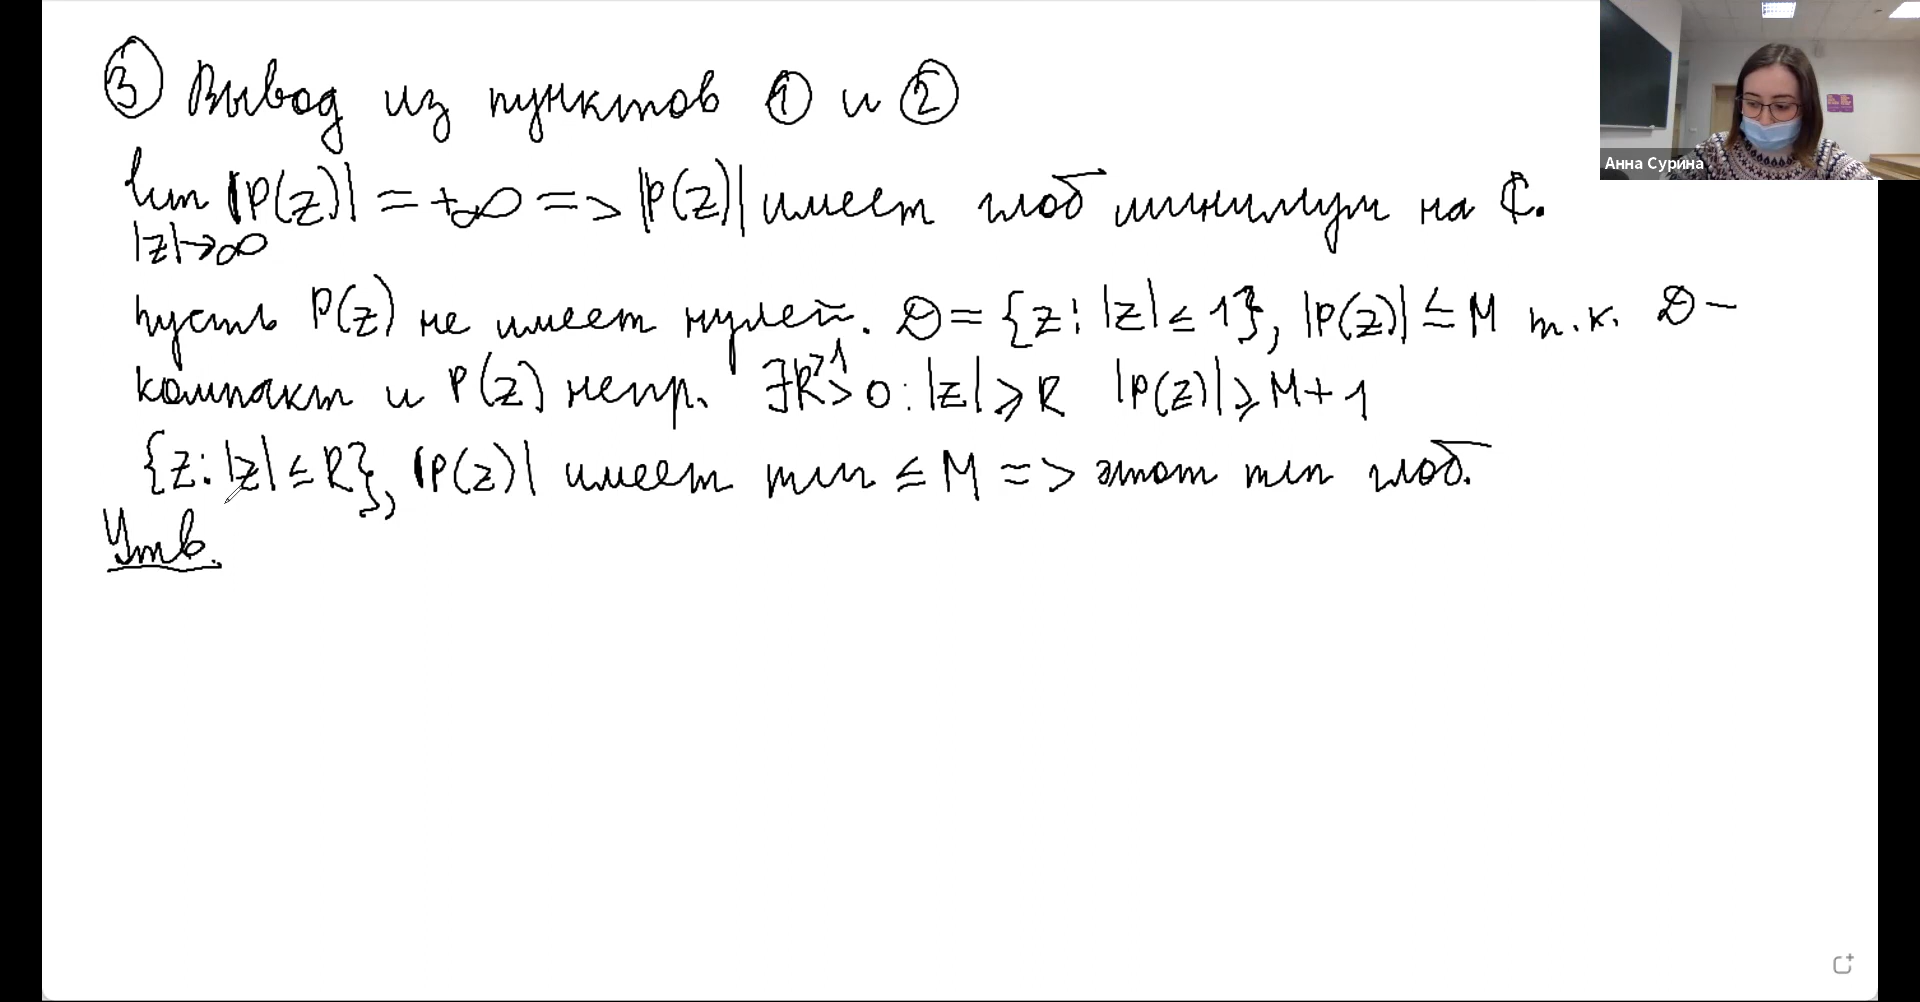 ③ Вывод из пунктов ① и ②
lim |P(z)| = +∞ => |P(z)| имеет глоб минимум на ℂ.
|z|→∞
Пусть P(z) не имеет нулей. D = {z: |z| ≤ 1}, |P(z)| ≤ M т.к. D –
компакт и P(z) непр. ∃R>0 : |z| ≥ R |P(z)| ≥ M+1
{z: |z| ≤ R}, |P(z)| имеет min ≤ M => этот min глоб.
Утв.
Анна Сурина